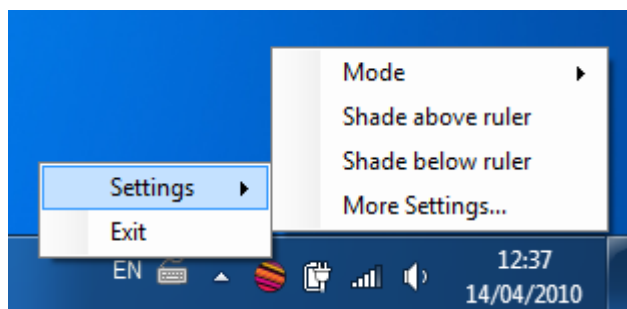 Mode
Shade above ruler
Shade below ruler
More Settings...
Settings
Exit
EN
12:37
14/04/2010